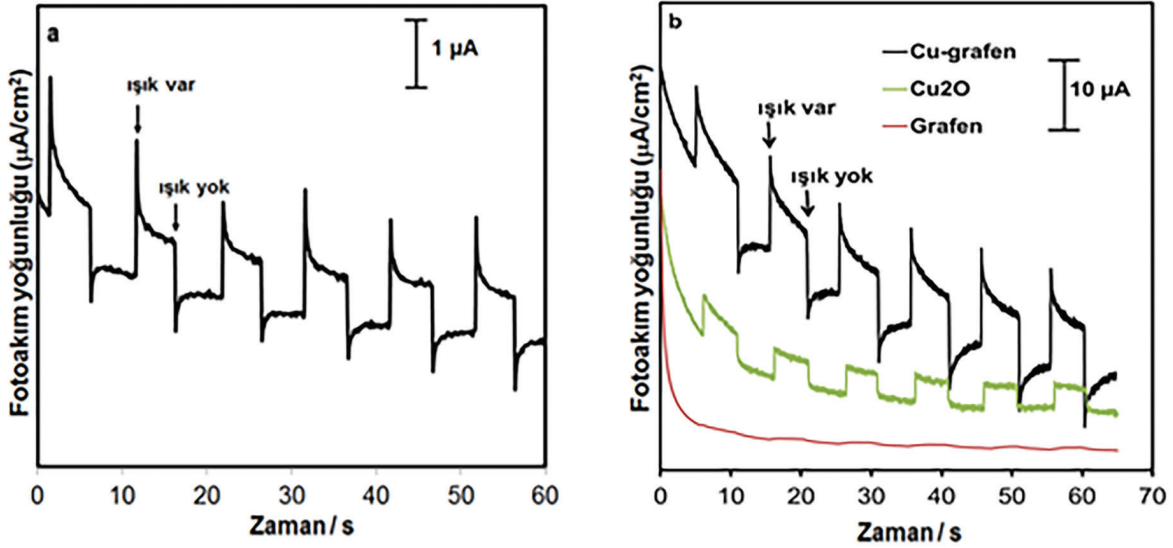 a
1 µA
ışık var
ışık yok
Fotoakım yoğunluğu (µA/cm²)
0 10 20 30 40 50 60
Zaman / s
b
Cu-grafen
Cu2O
Grafen
10 µA
ışık var
ışık yok
Fotoakım yoğunluğu (µA/cm²)
0 10 20 30 40 50 60 70
Zaman / s